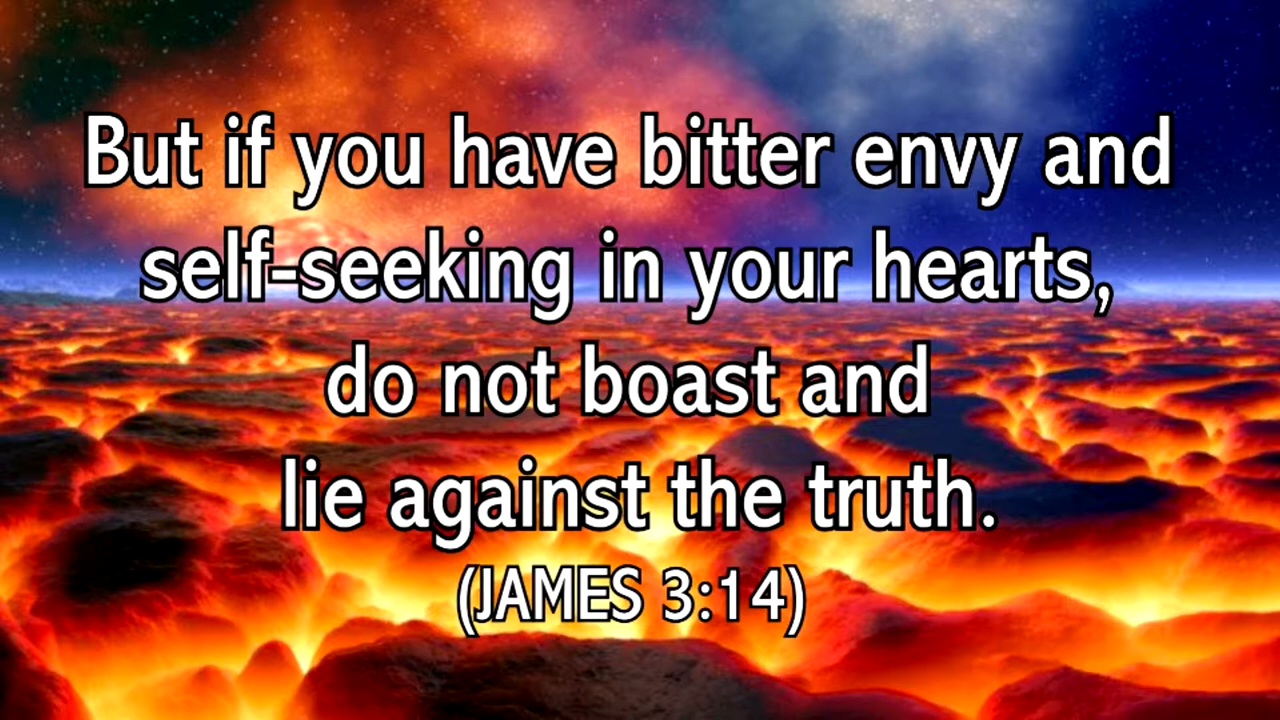 But if you have bitter envy and
self-seeking in your hearts,
do not boast and
lie against the truth.
(JAMES 3:14)